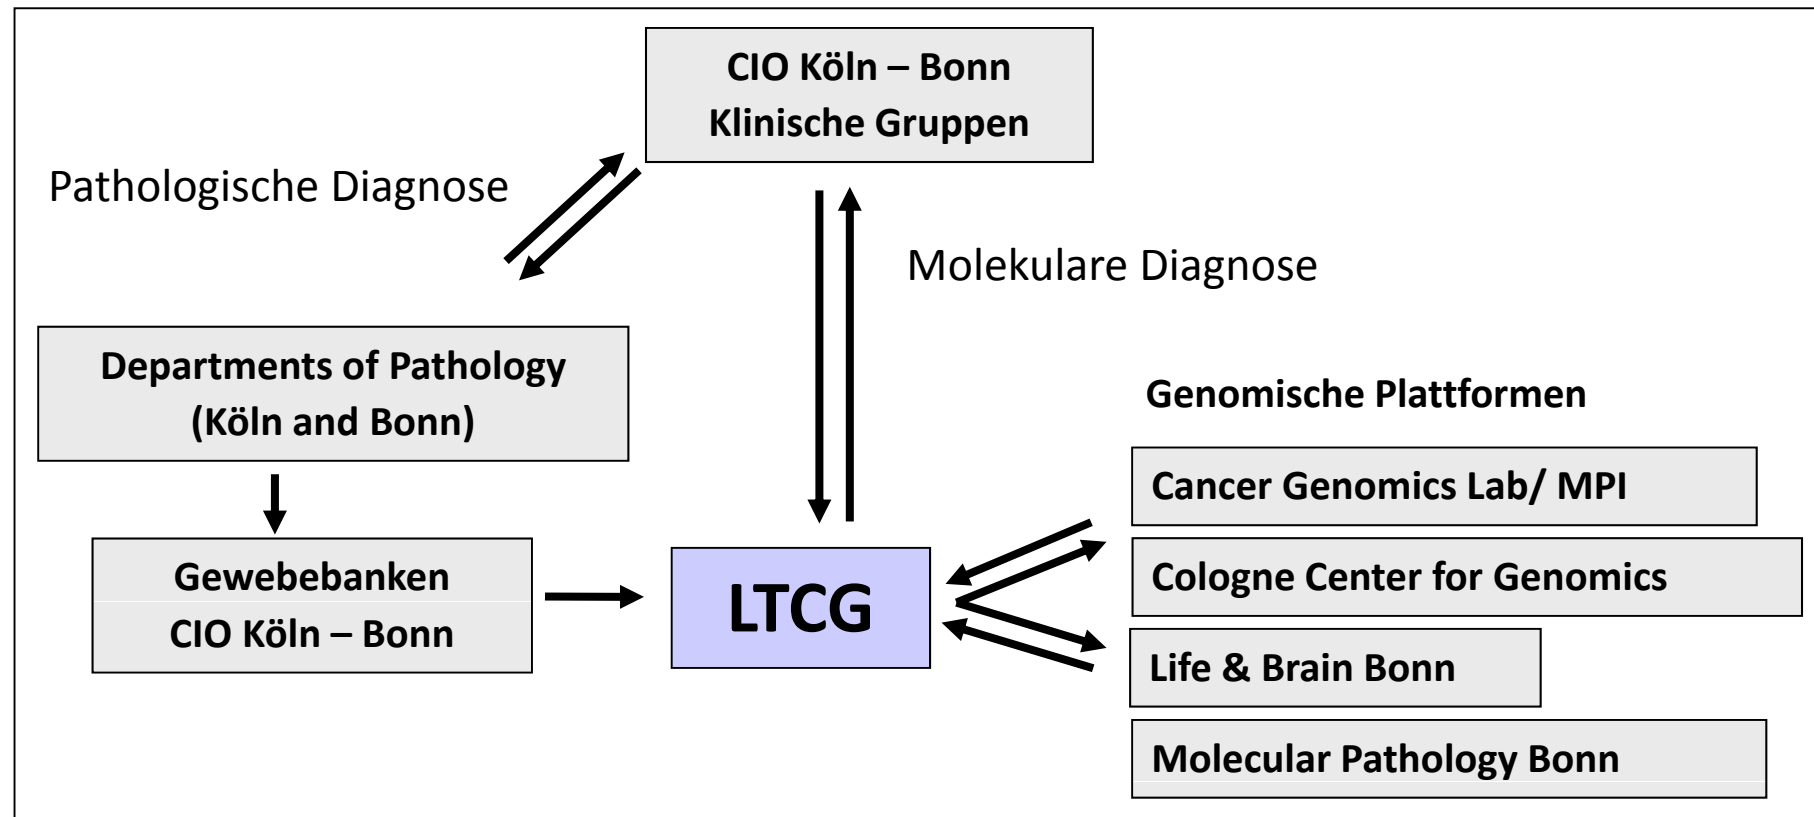 CIO Köln – Bonn
Klinische Gruppen
Pathologische Diagnose
Molekulare Diagnose
Departments of Pathology
(Köln and Bonn)
Genomische Plattformen
Cancer Genomics Lab/ MPI
Gewebebanken
CIO Köln – Bonn
LTCG
Cologne Center for Genomics
Life & Brain Bonn
Molecular Pathology Bonn